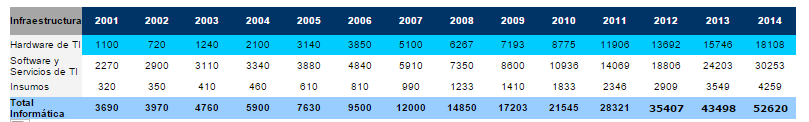 Infraestructura 2001 2002 2003 2004 2005 2006 2007 2008 2009 2010 2011 2012 2013 2014
Hardware de TI 1100 720 1240 2100 3140 3850 5100 6267 7193 8775 11906 13692 15746 18108
Software y
Servicios de TI 2270 2900 3110 3340 3880 4840 5910 7350 8600 10936 14069 18806 24203 30253
Insumos 320 350 410 460 610 810 990 1233 1410 1833 2346 2909 3549 4259
Total
Informática 3690 3970 4760 5900 7630 9500 12000 14850 17203 21545 28321 35407 43498 52620